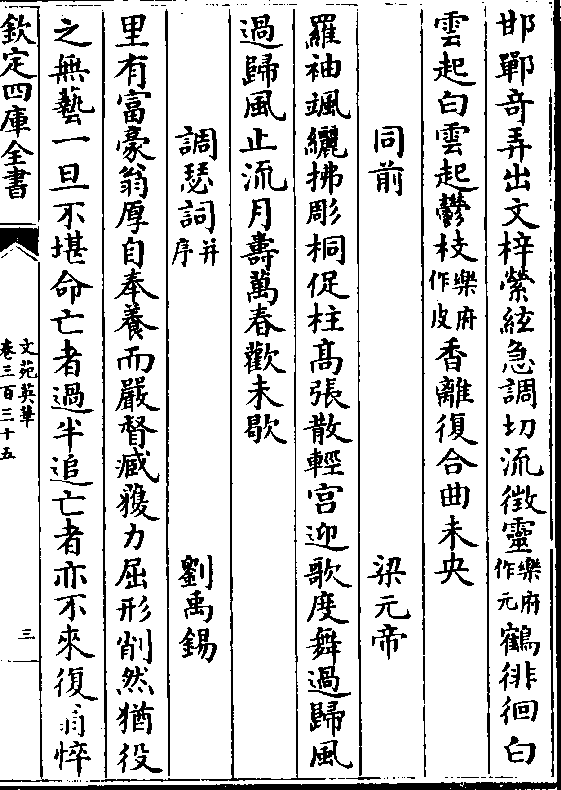 邯鄲奇弄出文梓縈絃急調切流徵靈樂府作元鶴徘徊白
雲起白雲起鬱枝樂府作皮香離復合曲未央
同前 梁元帝
羅袖颯纚拂彫桐促柱髙張散輕宫迎歌度舞過歸風
過歸風止流月壽萬春歡未歇
調瑟詞并序 劉禹錫
里有富豪翁厚自奉養而嚴督臧獲力屈形削然猶役
之無藝一旦不堪命亡者過半追亡者亦不來復翁悴
欽定四庫全書
文苑英華
卷三百三十五
三